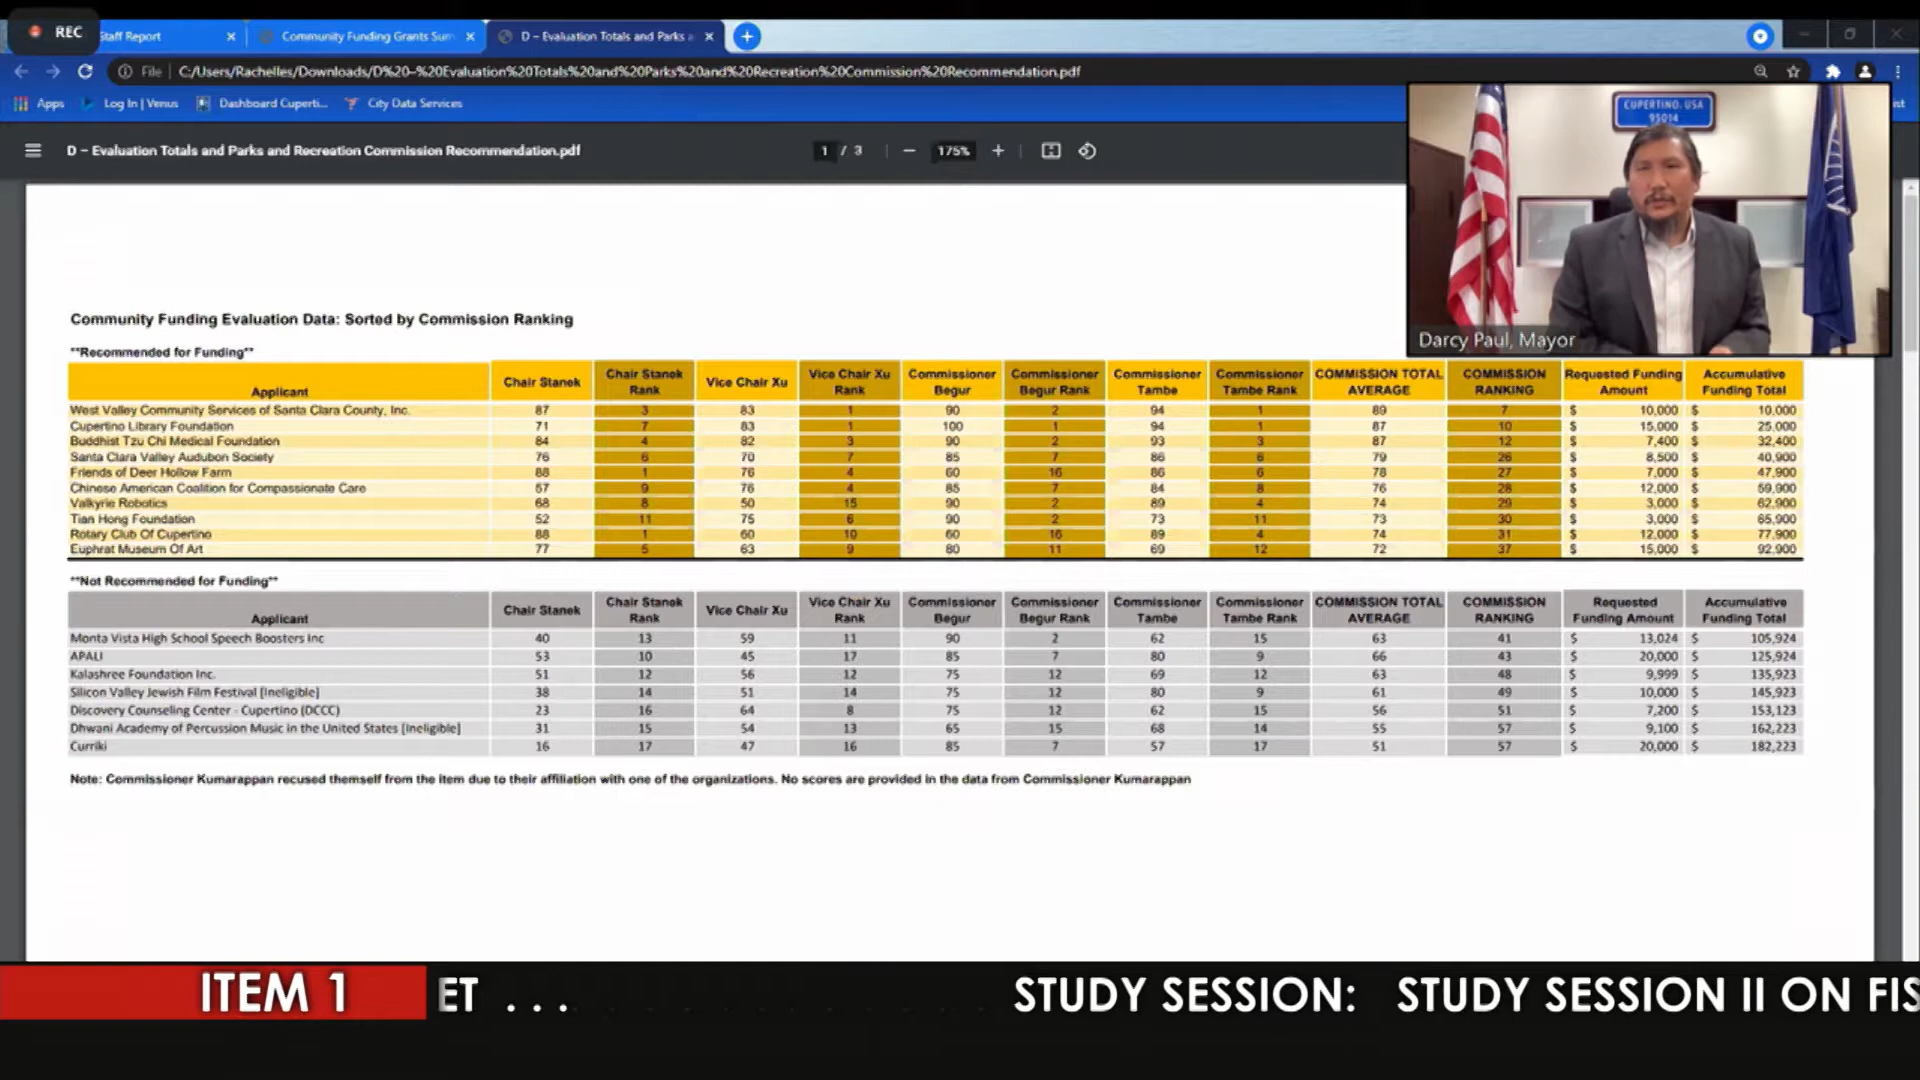 REC
Staff Report
Community Funding Grants Sum
D – Evaluation Totals and Parks a
File C:/Users/Rachelles/Downloads/D%20-%20Evaluation%20Totals%20and%20Parks%20and%20Recreation%20Commission%20Recommendation.pdf
Apps Log In | Venus Dashboard Cuperti... City Data Services
D – Evaluation Totals and Parks and Recreation Commission Recommendation.pdf 1 / 3 175%
CUPERTINO, USA
95014
Darcy Paul, Mayor
Community Funding Evaluation Data: Sorted by Commission Ranking
**Recommended for Funding**
Applicant Chair Stanek Chair Stanek Rank Vice Chair Xu Vice Chair Xu Rank Commissioner Begur Commissioner Begur Rank Commissioner Tambe Commissioner Tambe Rank COMMISSION TOTAL AVERAGE COMMISSION RANKING Requested Funding Amount Accumulative Funding Total
West Valley Community Services of Santa Clara County, Inc. 87 3 83 1 90 2 94 1 89 7 $ 10,000 $ 10,000
Cupertino Library Foundation 71 7 83 1 100 1 94 1 87 10 $ 15,000 $ 25,000
Buddhist Tzu Chi Medical Foundation 84 4 82 3 90 2 93 3 87 12 $ 7,400 $ 32,400
Santa Clara Valley Audubon Society 76 6 70 7 85 7 86 6 79 26 $ 8,500 $ 40,900
Friends of Deer Hollow Farm 88 1 76 4 60 16 86 6 78 27 $ 7,000 $ 47,900
Chinese American Coalition for Compassionate Care 57 9 76 4 85 7 84 8 76 28 $ 12,000 $ 59,900
Valkyrie Robotics 68 8 50 15 90 2 89 4 74 29 $ 3,000 $ 62,900
Tian Hong Foundation 52 11 75 6 90 2 73 11 73 30 $ 3,000 $ 65,900
Rotary Club Of Cupertino 88 1 60 10 60 16 89 4 74 31 $ 12,000 $ 77,900
Euphrat Museum Of Art 77 5 63 9 80 11 69 12 72 37 $ 15,000 $ 92,900
**Not Recommended for Funding**
Applicant Chair Stanek Chair Stanek Rank Vice Chair Xu Vice Chair Xu Rank Commissioner Begur Commissioner Begur Rank Commissioner Tambe Commissioner Tambe Rank COMMISSION TOTAL AVERAGE COMMISSION RANKING Requested Funding Amount Accumulative Funding Total
Monta Vista High School Speech Boosters Inc 40 13 59 11 90 2 62 15 63 41 $ 13,024 $ 105,924
APALI 53 10 45 17 85 7 80 9 66 43 $ 20,000 $ 125,924
Kalashree Foundation Inc. 51 12 56 12 75 12 69 12 63 48 $ 9,999 $ 135,923
Silicon Valley Jewish Film Festival [Ineligible] 38 14 51 14 75 12 80 9 61 49 $ 10,000 $ 145,923
Discovery Counseling Center - Cupertino (DCCC) 23 16 64 8 75 12 62 15 56 51 $ 7,200 $ 153,123
Dhwani Academy of Percussion Music in the United States [Ineligible] 31 15 54 13 65 15 68 14 55 57 $ 9,100 $ 162,223
Curriki 16 17 47 16 85 7 57 17 51 57 $ 20,000 $ 182,223
Note: Commissioner Kumarappan recused themself from the item due to their affiliation with one of the organizations. No scores are provided in the data from Commissioner Kumarappan
ITEM 1 ET . . . STUDY SESSION: STUDY SESSION II ON FIS